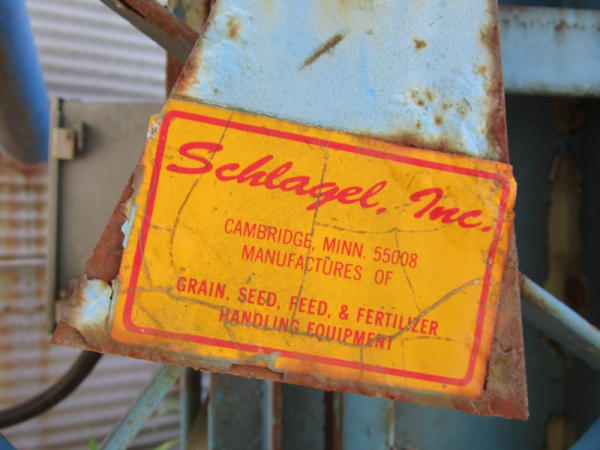 Schlagel, Inc.
CAMBRIDGE, MINN. 55008
MANUFACTURES OF
GRAIN, SEED, FEED, & FERTILIZER
HANDLING EQUIPMENT